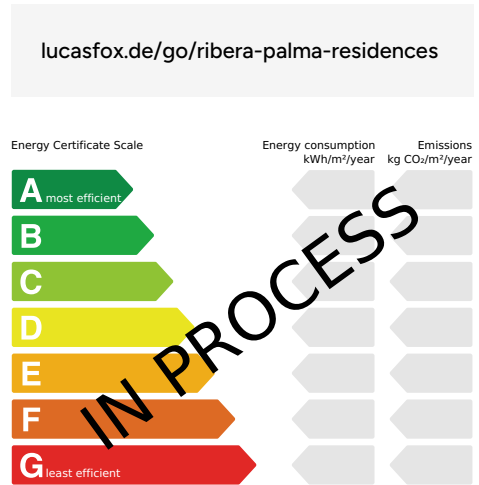 lucasfox.de/go/ribera-palma-residences
Energy Certificate Scale
Energy consumption
kWh/m²/year
Emissions
kg CO₂/m²/year
A most efficient
B
C
D
E
F
G least efficient
IN PROCESS